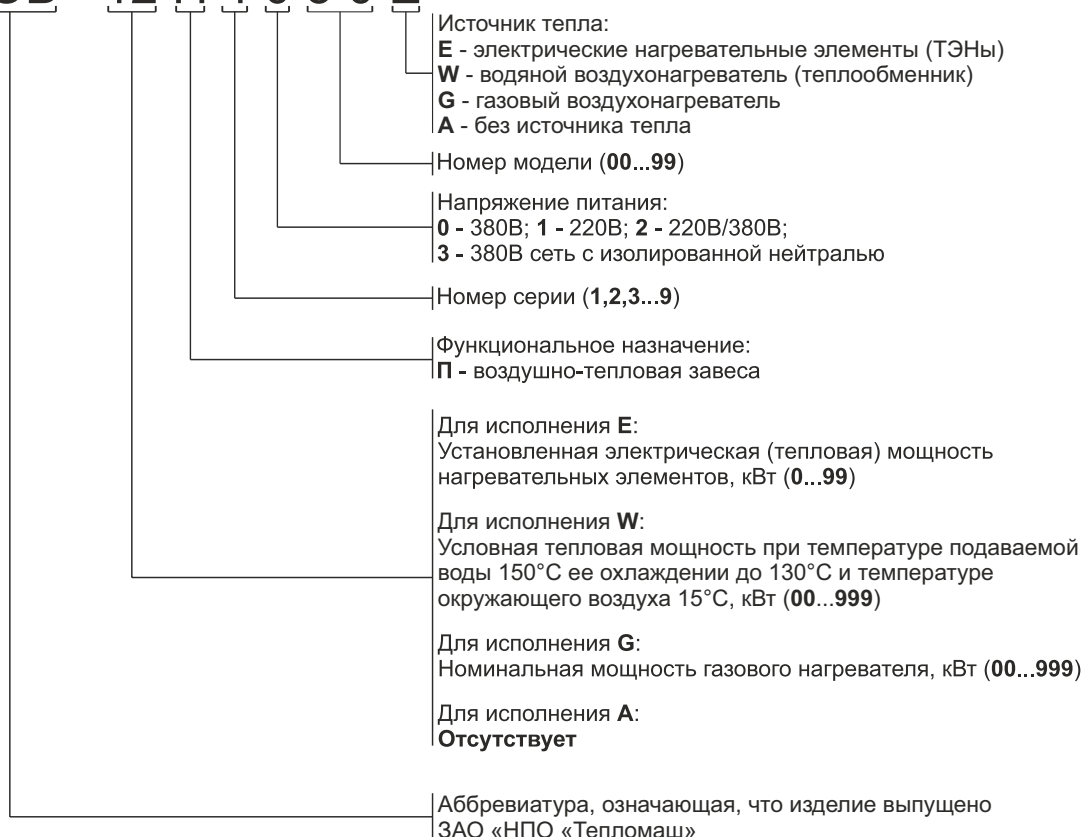 Источник тепла:
E - электрические нагревательные элементы (ТЭНы)
W - водяной воздухонагреватель (теплообменник)
G - газовый воздухонагреватель
A - без источника тепла
Номер модели (00...99)
Напряжение питания:
0 - 380В; 1 - 220В; 2 - 220В/380В;
3 - 380В сеть с изолированной нейтралью
Номер серии (1,2,3...9)
Функциональное назначение:
П - воздушно-тепловая завеса
Для исполнения E:
Установленная электрическая (тепловая) мощность
нагревательных элементов, кВт (0...99)
Для исполнения W:
Условная тепловая мощность при температуре подаваемой
воды 150°С ее охлаждении до 130°С и температуре
окружающего воздуха 15°С, кВт (00...999)
Для исполнения G:
Номинальная мощность газового нагревателя, кВт (00...999)
Для исполнения A:
Отсутствует
Аббревиатура, означающая, что изделие выпущено
ЗАО «НПО «Тепломаш»